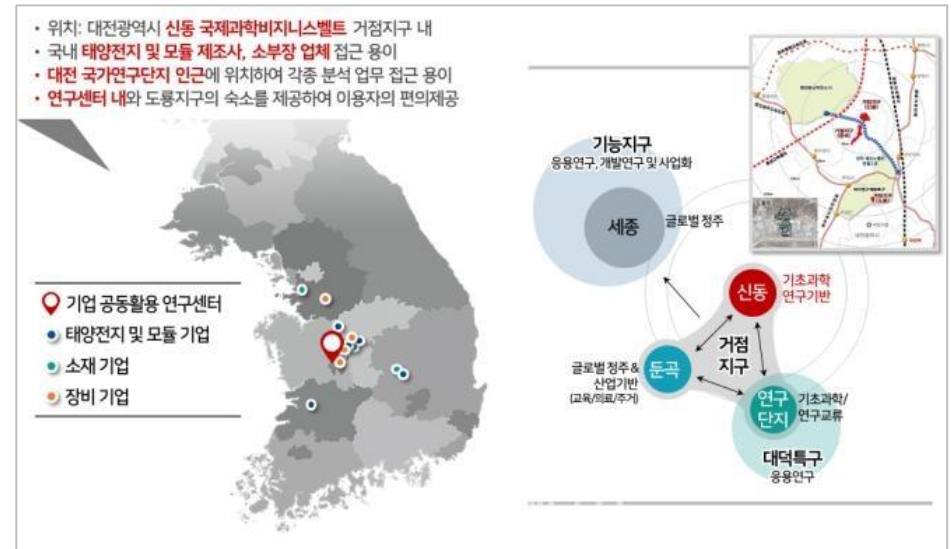 • 위치: 대전광역시 신동 국제과학비지니스벨트 거점지구 내
• 국내 태양전지 및 모듈 제조사, 소부장 업체 접근 용이
• 대전 국가연구단지 인근에 위치하여 각종 분석 업무 접근 용이
• 연구센터 내와 도룡지구의 숙소를 제공하여 이용자의 편의제공
기업 공동활용 연구센터
태양전지 및 모듈 기업
소재 기업
장비 기업
기능지구
응용연구, 개발연구 및 사업화
세종
글로벌 정주
신동
기초과학
연구기반
거점
지구
글로벌 정주 &
산업기반
(교육/의료/주거)
둔곡
연구
단지
기초과학/
연구교류
대덕특구
응용연구